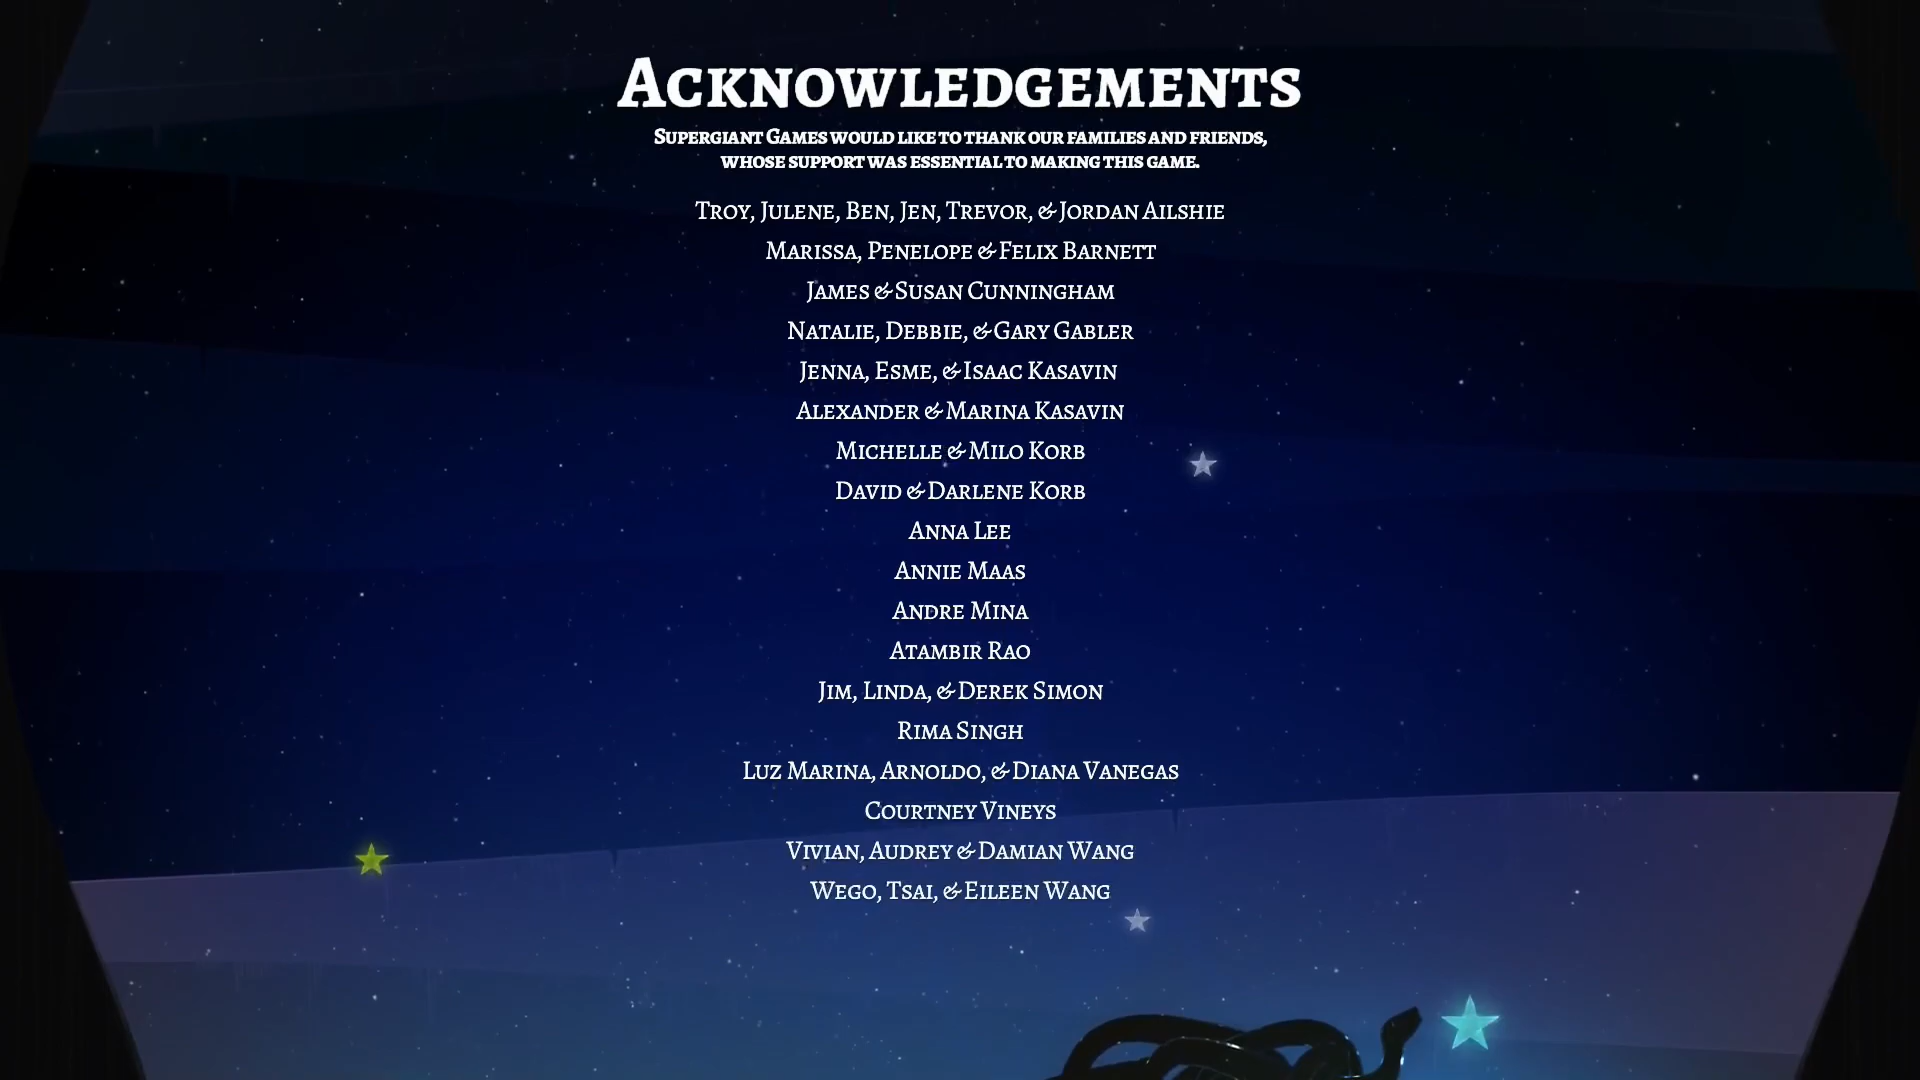 Acknowledgements
Supergiant Games would like to thank our families and friends,
whose support was essential to making this game.
Troy, Julene, Ben, Jen, Trevor, & Jordan Ailshie
Marissa, Penelope & Felix Barnett
James & Susan Cunningham
Natalie, Debbie, & Gary Gabler
Jenna, Esme, & Isaac Kasavin
Alexander & Marina Kasavin
Michelle & Milo Korb
David & Darlene Korb
Anna Lee
Annie Maas
Andre Mina
Atambir Rao
Jim, Linda, & Derek Simon
Rima Singh
Luz Marina, Arnoldo, & Diana Vanegas
Courtney Vineys
Vivian, Audrey & Damian Wang
Wego, Tsai, & Eileen Wang